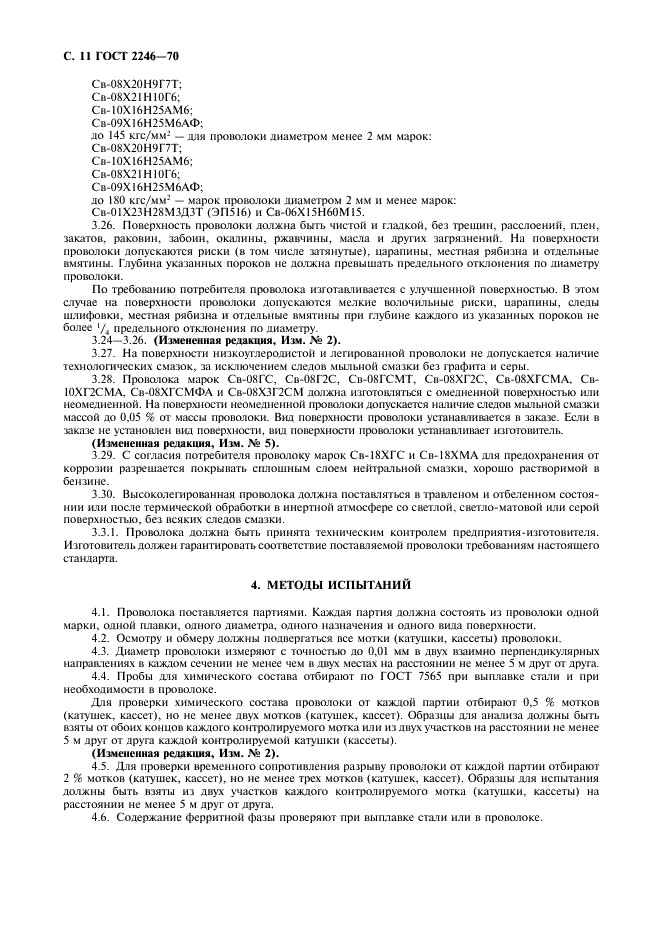 С. 11 ГОСТ 2246—70
Св-08Х20Н9Г7Т;
Св-08Х21Н10Г6;
Св-10Х16Н25АМ6;
Св-09Х16Н25М6АФ;
до 145 кгс/мм² — для проволоки диаметром менее 2 мм марок:
Св-08Х20Н9Г7Т;
Св-10Х16Н25АМ6;
Св-08Х21Н10Г6;
Св-09Х16Н25М6АФ;
до 180 кгс/мм² — марок проволоки диаметром 2 мм и менее марок:
Св-01Х23Н28М3Д3Т (ЭП516) и Св-06Х15Н60М15.
3.26. Поверхность проволоки должна быть чистой и гладкой, без трещин, расслоений, плен,
закатов, раковин, забоин, окалины, ржавчины, масла и других загрязнений. На поверхности
проволоки допускаются риски (в том числе затянутые), царапины, местная рябизна и отдельные
вмятины. Глубина указанных пороков не должна превышать предельного отклонения по диаметру
проволоки.
По требованию потребителя проволока изготавливается с улучшенной поверхностью. В этом
случае на поверхности проволоки допускаются мелкие волочильные риски, царапины, следы
шлифовки, местная рябизна и отдельные вмятины при глубине каждого из указанных пороков не
более 1/4 предельного отклонения по диаметру.
3.24—3.26. (Измененная редакция, Изм. № 2).
3.27. На поверхности низкоуглеродистой и легированной проволоки не допускается наличие
технологических смазок, за исключением следов мыльной смазки без графита и серы.
3.28. Проволока марок Св-08ГС, Св-08Г2С, Св-08ГСМТ, Св-08ХГ2С, Св-08ХГСМА, Св-
10ХГ2СМА, Св-08ХГСМФА и Св-08Х3Г2СМ должна изготовляться с омедненной поверхностью или
неомедненной. На поверхности неомедненной проволоки допускается наличие следов мыльной смазки
массой до 0,05 % от массы проволоки. Вид поверхности проволоки устанавливается в заказе. Если в
заказе не установлен вид поверхности, вид поверхности проволоки устанавливает изготовитель.
(Измененная редакция, Изм. № 5).
3.29. С согласия потребителя проволоку марок Св-18ХГС и Св-18ХМА для предохранения от
коррозии разрешается покрывать сплошным слоем нейтральной смазки, хорошо растворимой в
бензине.
3.30. Высоколегированная проволока должна поставляться в травленом и отбеленном состоя-
нии или после термической обработки в инертной атмосфере со светлой, светло-матовой или серой
поверхностью, без всяких следов смазки.
3.3.1. Проволока должна быть принята техническим контролем предприятия-изготовителя.
Изготовитель должен гарантировать соответствие поставляемой проволоки требованиям настоящего
стандарта.
4. МЕТОДЫ ИСПЫТАНИЙ
4.1. Проволока поставляется партиями. Каждая партия должна состоять из проволоки одной
марки, одной плавки, одного диаметра, одного назначения и одного вида поверхности.
4.2. Осмотру и обмеру должны подвергаться все мотки (катушки, кассеты) проволоки.
4.3. Диаметр проволоки измеряют с точностью до 0,01 мм в двух взаимно перпендикулярных
направлениях в каждом сечении не менее чем в двух местах на расстоянии не менее 5 м друг от друга.
4.4. Пробы для химического состава отбирают по ГОСТ 7565 при выплавке стали и при
необходимости в проволоке.
Для проверки химического состава проволоки от каждой партии отбирают 0,5 % мотков
(катушек, кассет), но не менее двух мотков (катушек, кассет). Образцы для анализа должны быть
взяты от обоих концов каждого контролируемого мотка или из двух участков на расстоянии не менее
5 м друг от друга каждой контролируемой катушки (кассеты).
(Измененная редакция, Изм. № 2).
4.5. Для проверки временного сопротивления разрыву проволоки от каждой партии отбирают
2 % мотков (катушек, кассет), но не менее трех мотков (катушек, кассет). Образцы для испытания
должны быть взяты из двух участков каждого контролируемого мотка (катушки, кассеты) на
расстоянии не менее 5 м друг от друга.
4.6. Содержание ферритной фазы проверяют при выплавке стали или в проволоке.